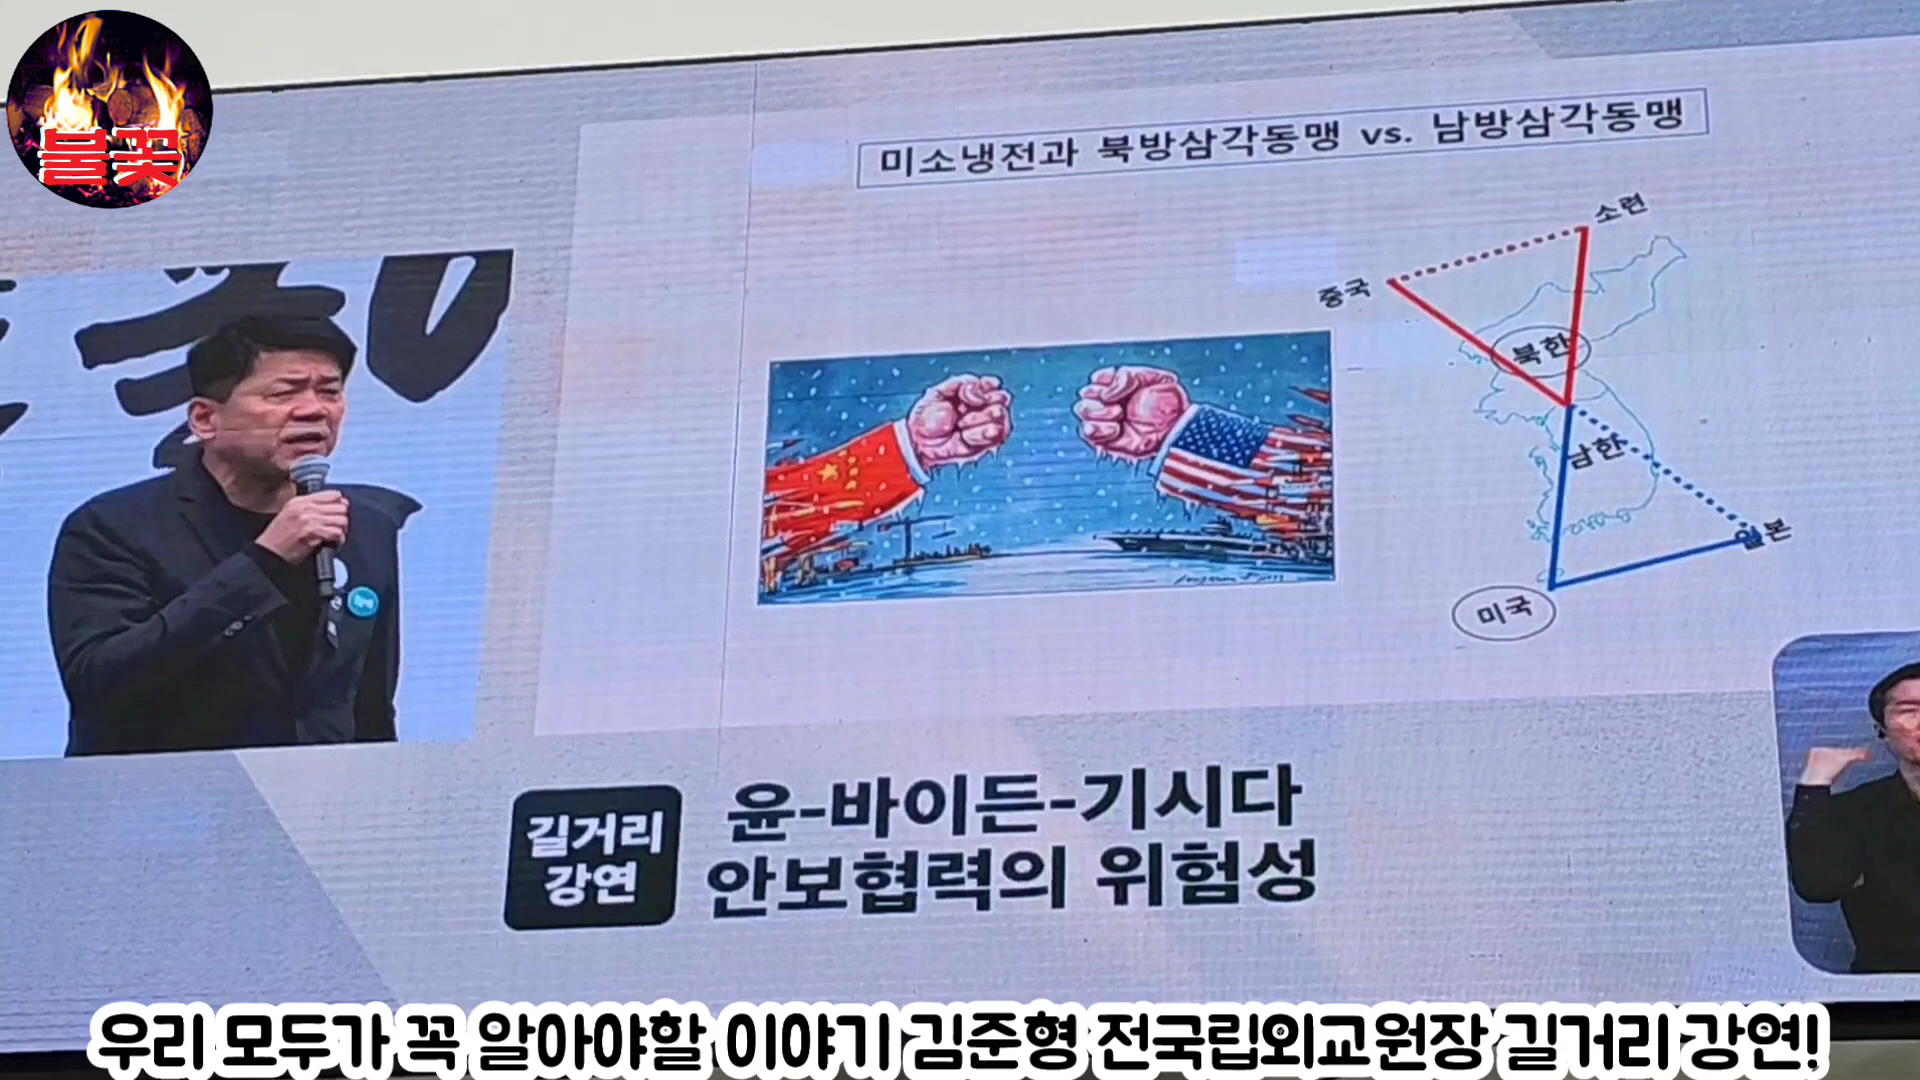 불꽃
미소냉전과 북방삼각동맹 vs. 남방삼각동맹
소련
중국
북한
남한
일본
미국
길거리
강연
윤-바이든-기시다
안보협력의 위험성
우리 모두가 꼭 알아야할 이야기 김준형 전국립외교원장 길거리 강연!